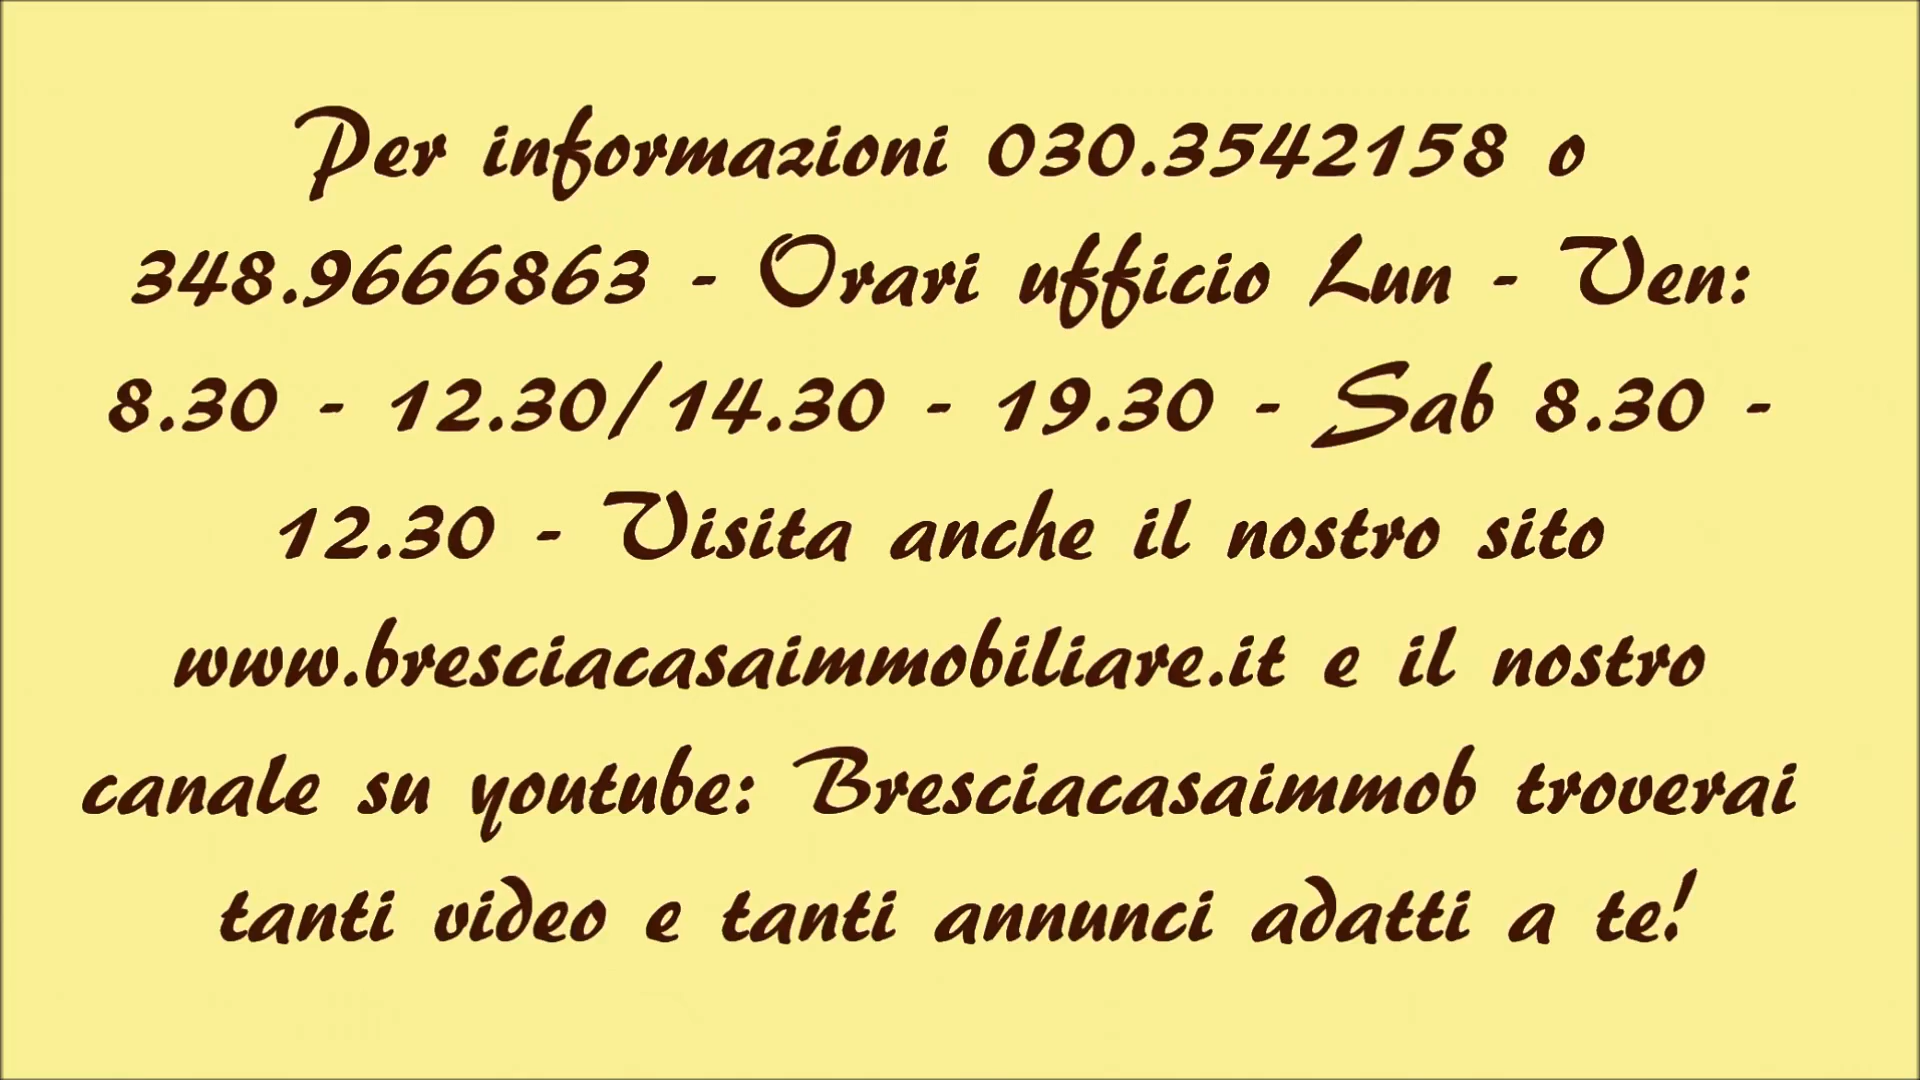 Per informazioni 030.3542158 o
348.9666863 - Orari ufficio Lun - Ven:
8.30 - 12.30/14.30 - 19.30 - Sab 8.30 -
12.30 - Visita anche il nostro sito
www.bresciacasaimmobiliare.it e il nostro
canale su youtube: Bresciacasaimmob troverai
tanti video e tanti annunci adatti a te!